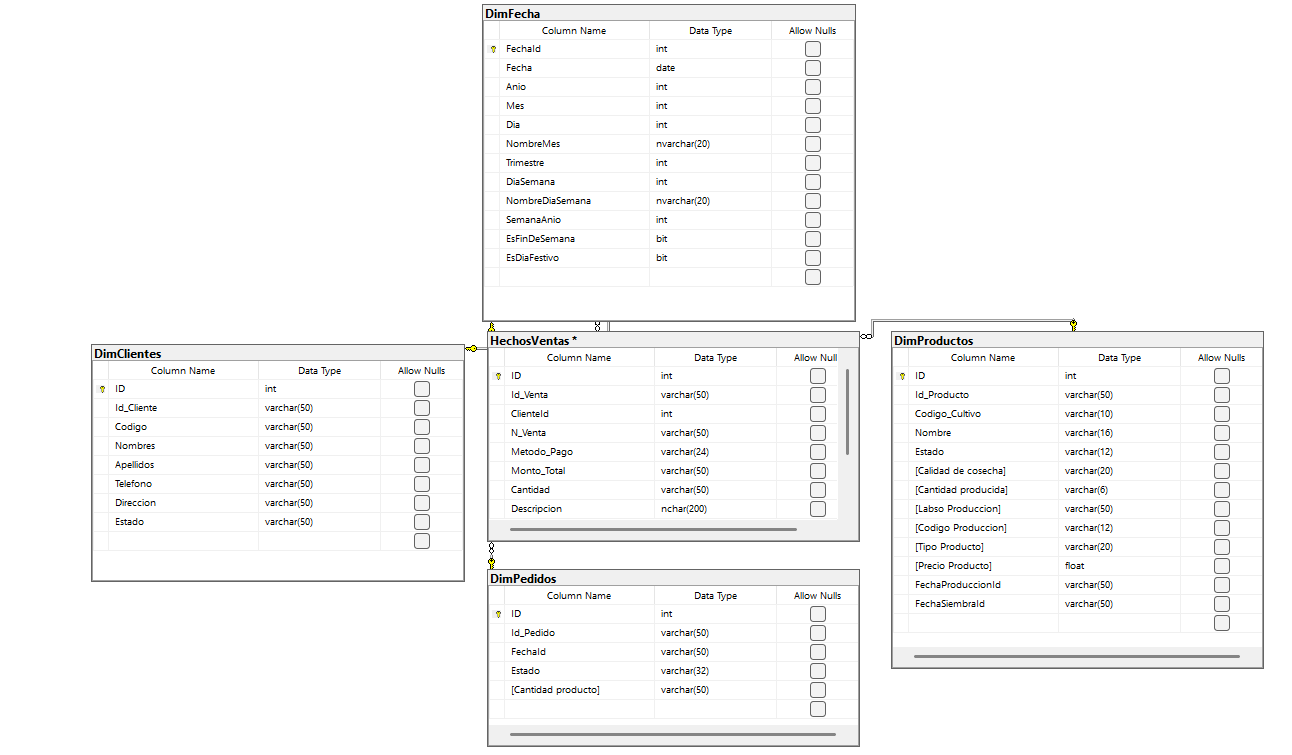 DimFecha
Column Name Data Type Allow Nulls
FechaId int
Fecha date
Anio int
Mes int
Dia int
NombreMes nvarchar(20)
Trimestre int
DiaSemana int
NombreDiaSemana nvarchar(20)
SemanaAnio int
EsFinDeSemana bit
EsDiaFestivo bit
DimClientes
Column Name Data Type Allow Nulls
ID int
Id_Cliente varchar(50)
Codigo varchar(50)
Nombres varchar(50)
Apellidos varchar(50)
Telefono varchar(50)
Direccion varchar(50)
Estado varchar(50)
HechosVentas *
Column Name Data Type Allow Null
ID int
Id_Venta varchar(50)
ClienteId int
N_Venta varchar(50)
Metodo_Pago varchar(24)
Monto_Total varchar(50)
Cantidad varchar(50)
Descripcion nchar(200)
DimProductos
Column Name Data Type Allow Nulls
ID int
Id_Producto varchar(50)
Codigo_Cultivo varchar(10)
Nombre varchar(16)
Estado varchar(12)
[Calidad de cosecha] varchar(20)
[Cantidad producida] varchar(6)
[Labso Produccion] varchar(50)
[Codigo Produccion] varchar(12)
[Tipo Producto] varchar(20)
[Precio Producto] float
FechaProduccionId varchar(50)
FechaSiembraId varchar(50)
DimPedidos
Column Name Data Type Allow Nulls
ID int
Id_Pedido varchar(50)
FechaId varchar(50)
Estado varchar(32)
[Cantidad producto] varchar(50)